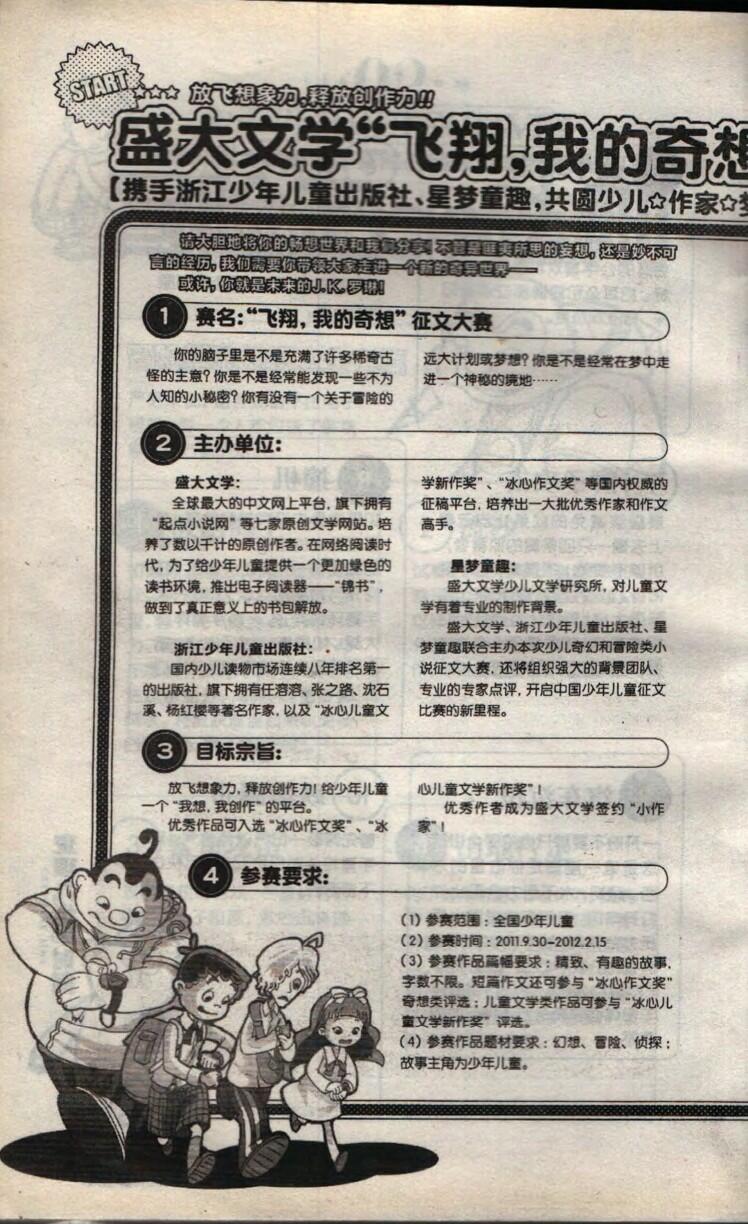 START
放飞想象力,释放创作力!!
盛大文学“飞翔,我的奇想
【携手浙江少年儿童出版社、星梦童趣,共圆少儿☆作家☆梦
请大胆地将你的畅想世界和我们分享!不管是匪夷所思的妄想,还是妙不可
言的经历,我们需要你带领大家走进一个新的奇异世界——
或许,你就是未来的J.K.罗琳!
1 赛名:“飞翔,我的奇想”征文大赛
你的脑子里是不是充满了许多稀奇古
怪的主意?你是不是经常能发现一些不为
人知的小秘密?你有没有一个关于冒险的
远大计划或梦想?你是不是经常在梦中走
进一个神秘的境地……
2 主办单位:
盛大文学:
全球最大的中文网上平台,旗下拥有
“起点小说网”等七家原创文学网站。培
养了数以千计的原创作者。在网络阅读时
代,为了给少年儿童提供一个更加绿色的
读书环境,推出电子阅读器——“锦书”,
做到了真正意义上的书包解放。
浙江少年儿童出版社:
国内少儿读物市场连续八年排名第一
的出版社,旗下拥有任溶溶、张之路、沈石
溪、杨红樱等著名作家,以及“冰心儿童文
学新作奖”、“冰心作文奖”等国内权威的
征稿平台,培养出一大批优秀作家和作文
高手。
星梦童趣:
盛大文学少儿文学研究所,对儿童文
学有着专业的制作背景。
盛大文学、浙江少年儿童出版社、星
梦童趣联合主办本次少儿奇幻和冒险类小
说征文大赛,还将组织强大的背景团队、
专业的专家点评,开启中国少年儿童征文
比赛的新里程。
3 目标宗旨:
放飞想象力,释放创作力!给少年儿童
一个“我想,我创作”的平台。
优秀作品可入选“冰心作文奖”、“冰
心儿童文学新作奖”!
优秀作者成为盛大文学签约“小作
家”!
4 参赛要求:
(1)参赛范围:全国少年儿童
(2)参赛时间:2011.9.30-2012.2.15
(3)参赛作品篇幅要求:精致、有趣的故事,
字数不限。短篇作文还可参与“冰心作文奖”
奇想类评选;儿童文学类作品可参与“冰心儿
童文学新作奖”评选。
(4)参赛作品题材要求:幻想、冒险、侦探;
故事主角为少年儿童。